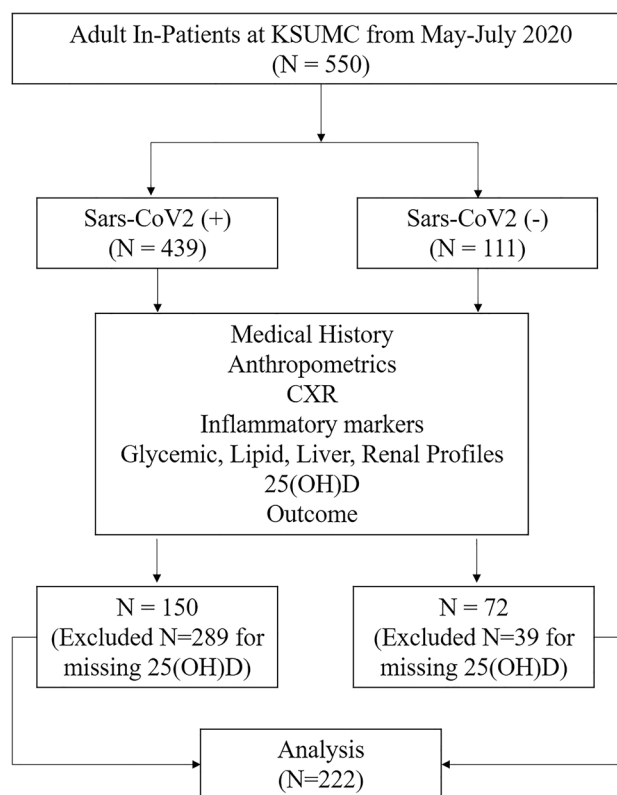 Adult In-Patients at KSUMC from May-July 2020
(N = 550)
Sars-CoV2 (+)
(N = 439)
Sars-CoV2 (-)
(N = 111)
Medical History
Anthropometrics
CXR
Inflammatory markers
Glycemic, Lipid, Liver, Renal Profiles
25(OH)D
Outcome
N = 150
(Excluded N=289 for
missing 25(OH)D)
N = 72
(Excluded N=39 for
missing 25(OH)D)
Analysis
(N=222)